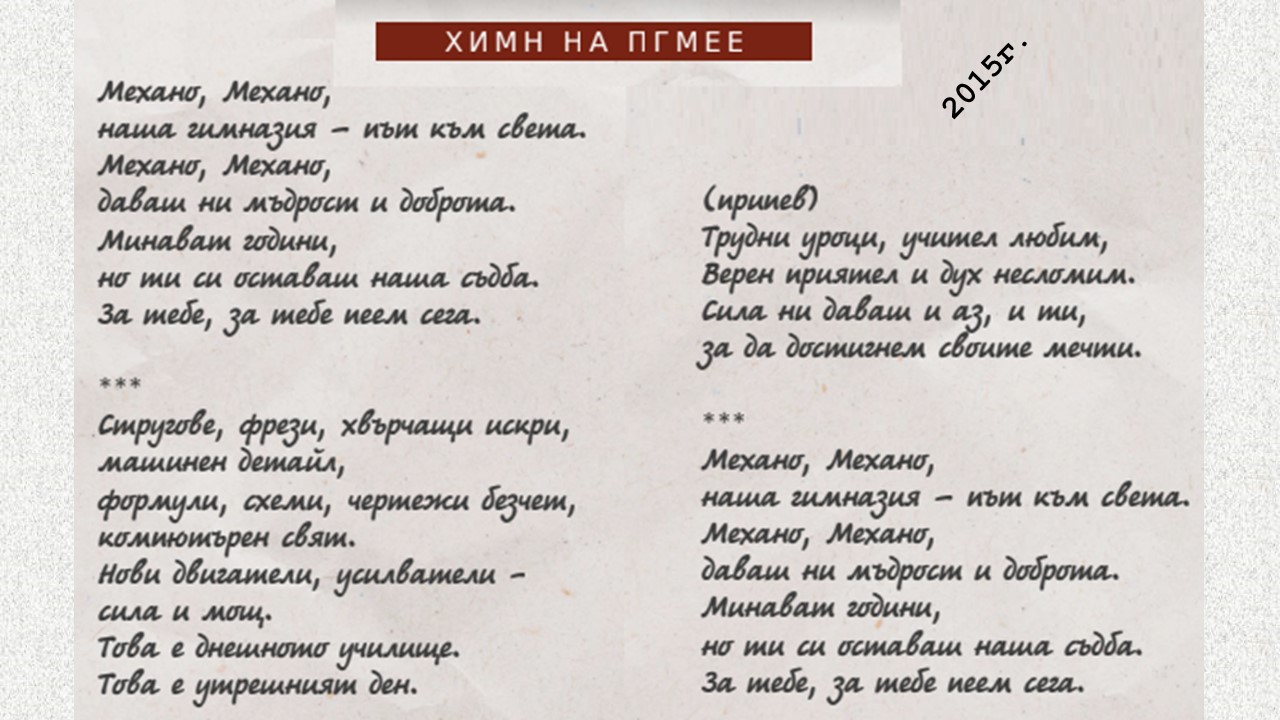 ХИМН НА ПГМЕЕ
2015г.
Механо, Механо,
наша гимназия – път към света.
Механо, Механо,
даваш ни мъдрост и доброта.
Минават години,
но ти си оставаш наша съдба.
За тебе, за тебе пеем сега.
***
Стругове, фрези, хвърчащи искри,
машинен детайл,
формули, схеми, чертежи безчет,
компютърен свят.
Нови двигатели, усилватели –
сила и мощ.
Това е днешното училище.
Това е утрешният ден.
(припев)
Трудни уроци, учител любим,
Верен приятел и дух несломим.
Сила ни даваш и аз, и ти,
за да достигнем своите мечти.
***
Механо, Механо,
наша гимназия – път към света.
Механо, Механо,
даваш ни мъдрост и доброта.
Минават години,
но ти си оставаш наша съдба.
За тебе, за тебе пеем сега.